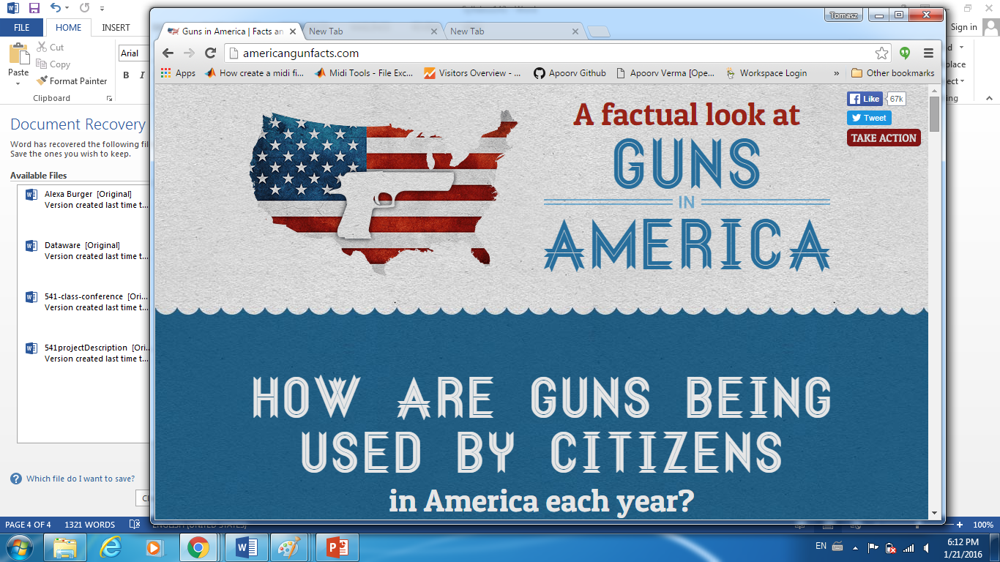 Tomasz
FILE
HOME
INSERT
Sign in
Paste
Cut
Copy
Format Painter
Clipboard
Arial
B I
Document Recovery
Word has recovered the following fil
Save the ones you wish to keep.
Available Files
Alexa Burger [Original]
Version created last time t...
Dataware [Original]
Version created last time t...
541-class-conference [Ori...
Version created last time t...
541projectDescription [Ori...
Version created last time t...
Which file do I want to save?
Cl
Guns in America | Facts an
New Tab
New Tab
americangunfacts.com
Apps
How create a midi fi...
Midi Tools - File Exc...
Visitors Overview - ...
Apoorv Github
Apoorv Verma [Ope...
Workspace Login
»
Other bookmarks
A factual look at
GUNS
IN
AMERICA
Like 67k
Tweet
TAKE ACTION
HOW ARE GUNS BEING
USED BY CITIZENS
in America each year?
PAGE 4 OF 4 1321 WORDS ENGLISH (UNITED STATES) 100%
EN
6:12 PM
1/21/2016